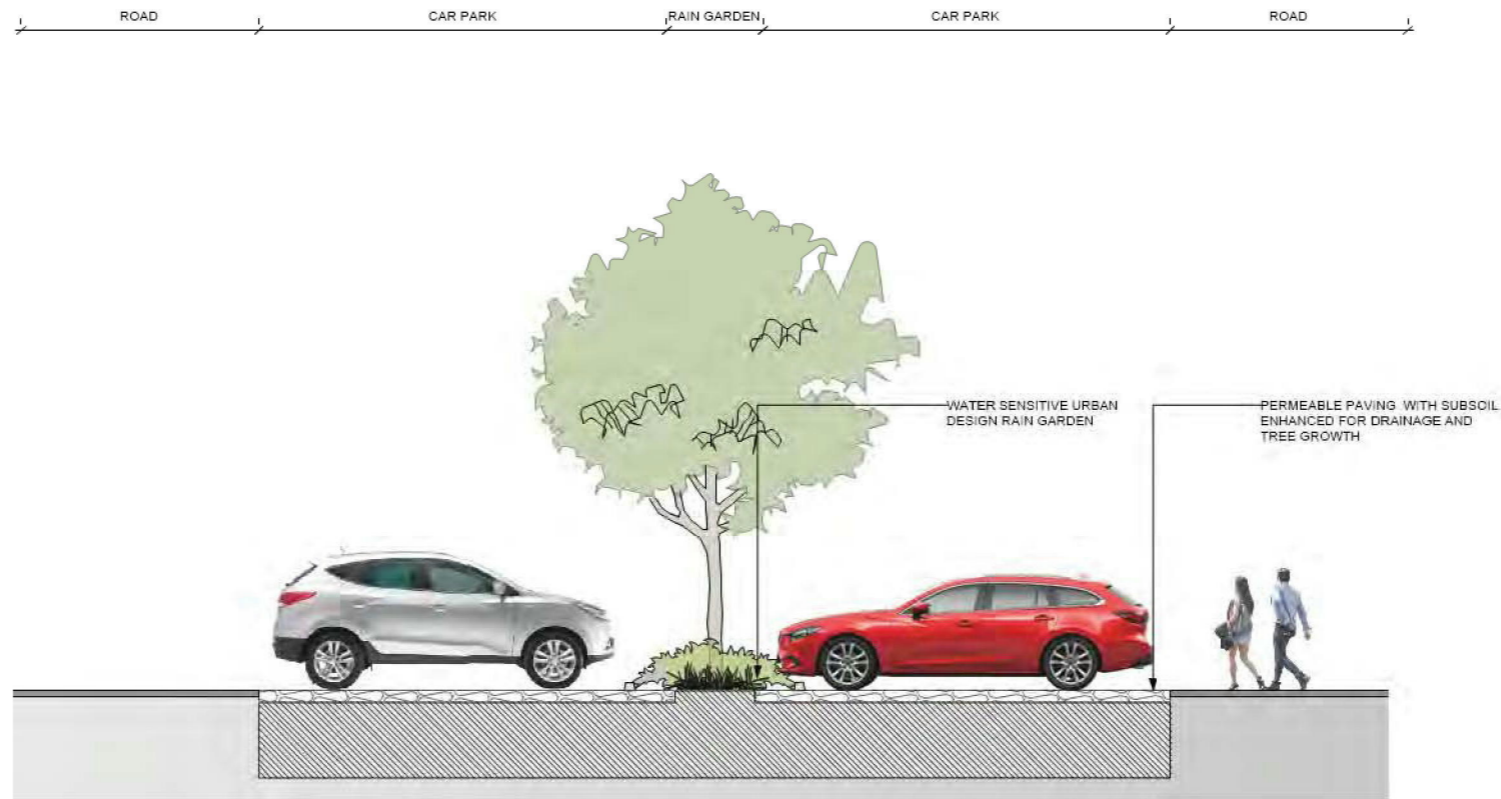 ROAD
CAR PARK
RAIN GARDEN
CAR PARK
ROAD
WATER SENSITIVE URBAN
DESIGN RAIN GARDEN
PERMEABLE PAVING WITH SUBSOIL
ENHANCED FOR DRAINAGE AND
TREE GROWTH